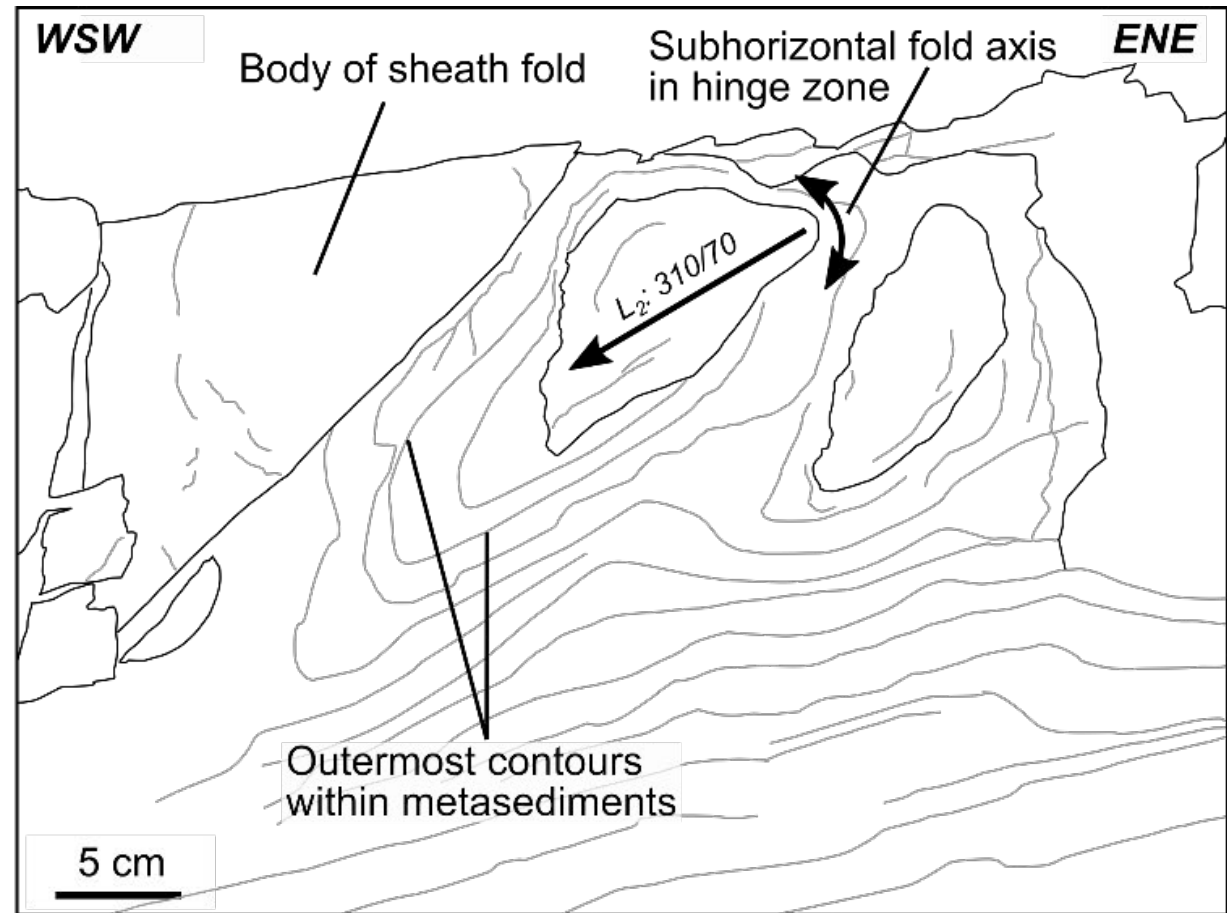 WSW
ENE
Body of sheath fold
Subhorizontal fold axis
in hinge zone
L₂: 310/70
Outermost contours
within metasediments
5 cm